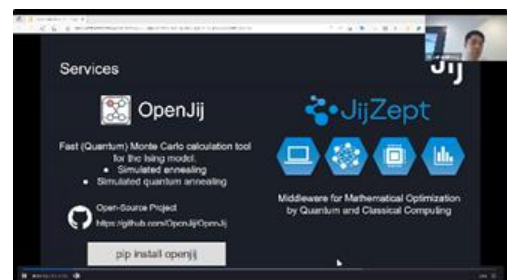 Services
Jij
OpenJij
JijZept
Fast (Quantum) Monte Carlo calculation tool
for the Ising model.
● Simulated annealing
● Simulated quantum annealing
Middleware for Mathematical Optimization
by Quantum and Classical Computing
Open-Source Project
https://github.com/OpenJij/OpenJij
pip install openjij